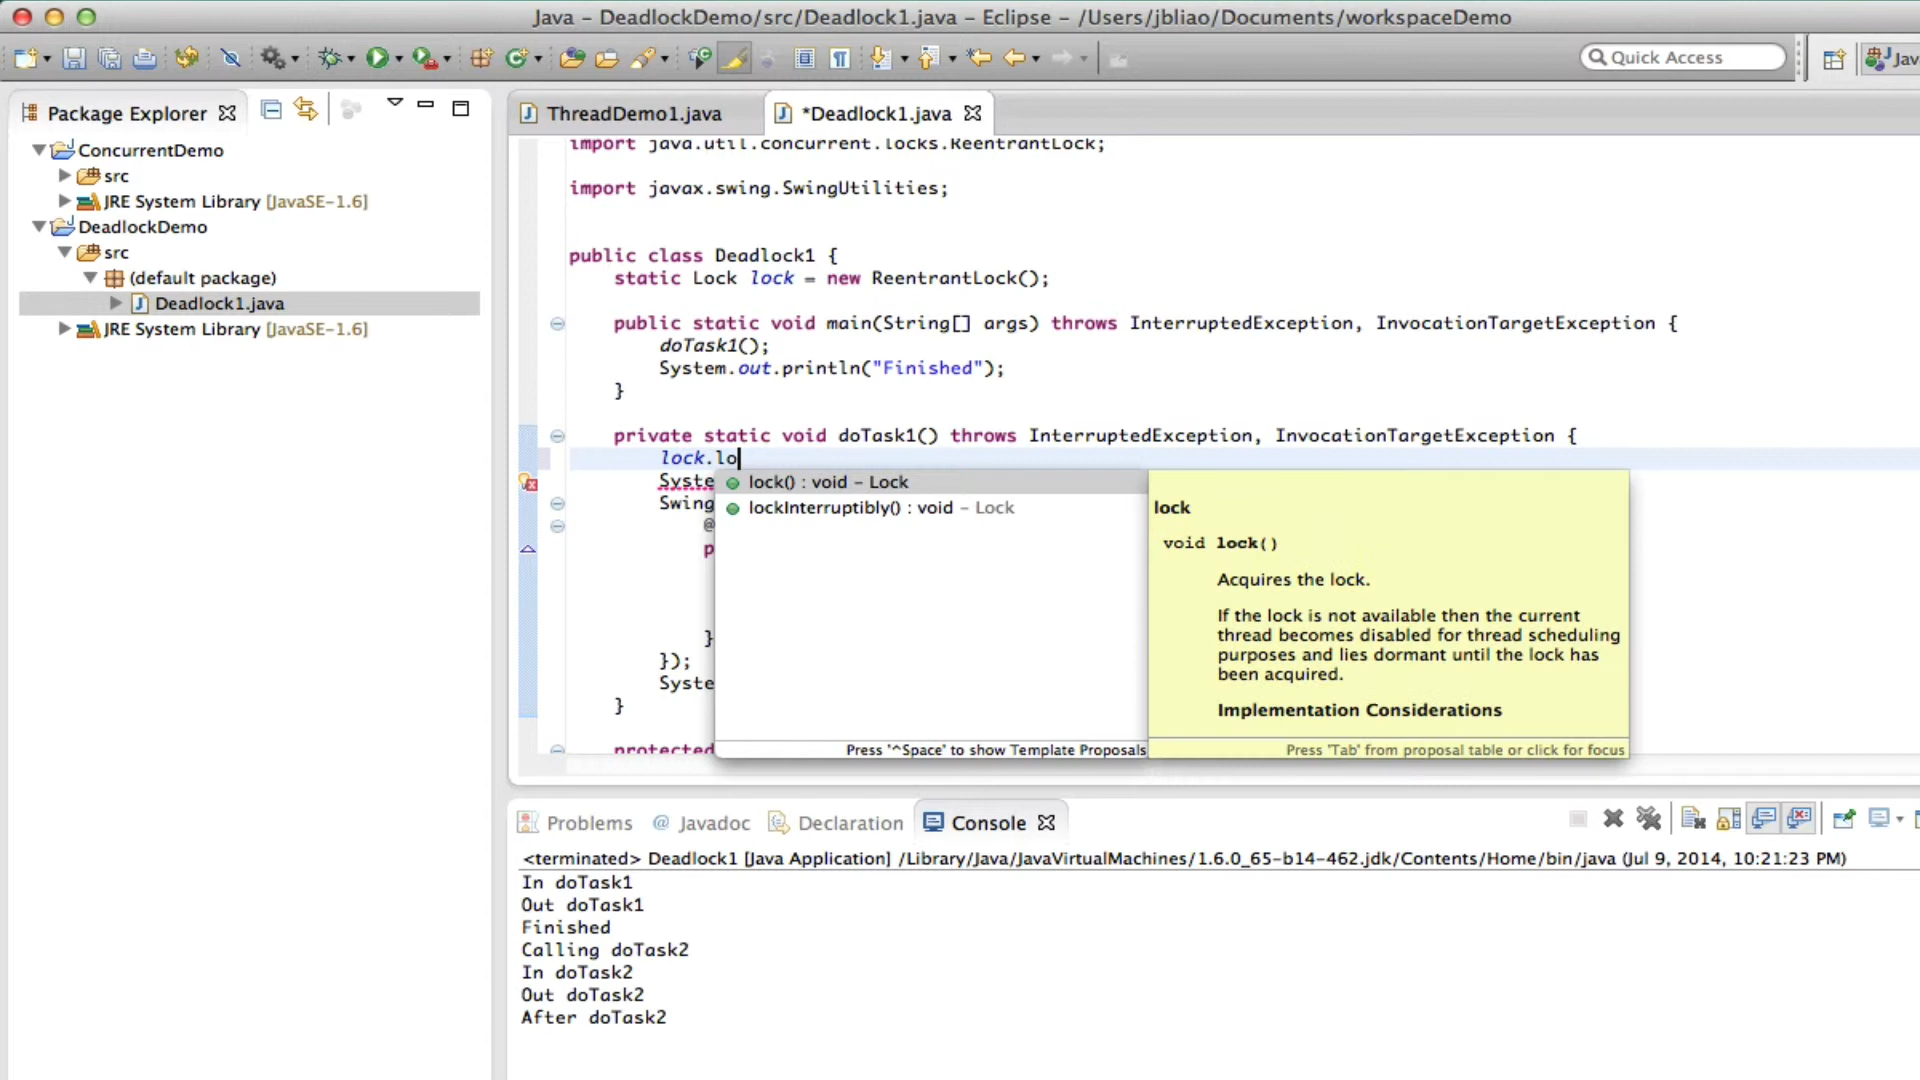 Java – DeadlockDemo/src/Deadlock1.java – Eclipse – /Users/jbliao/Documents/workspaceDemo
Quick Access
Jav
Package Explorer
ConcurrentDemo
src
JRE System Library [JavaSE-1.6]
DeadlockDemo
src
(default package)
Deadlock1.java
JRE System Library [JavaSE-1.6]
ThreadDemo1.java
*Deadlock1.java
import java.util.concurrent.locks.ReentrantLock;
import javax.swing.SwingUtilities;
public class Deadlock1 {
static Lock lock = new ReentrantLock();
public static void main(String[] args) throws InterruptedException, InvocationTargetException {
doTask1();
System.out.println("Finished");
}
private static void doTask1() throws InterruptedException, InvocationTargetException {
lock.lo
Syste
Swing
@
p
}
});
Syste
}
protected
lock() : void – Lock
lockInterruptibly() : void – Lock
Press '^Space' to show Template Proposals
lock
void lock()
Acquires the lock.
If the lock is not available then the current
thread becomes disabled for thread scheduling
purposes and lies dormant until the lock has
been acquired.
Implementation Considerations
Press 'Tab' from proposal table or click for focus
Problems
@ Javadoc
Declaration
Console
<terminated> Deadlock1 [Java Application] /Library/Java/JavaVirtualMachines/1.6.0_65-b14-462.jdk/Contents/Home/bin/java (Jul 9, 2014, 10:21:23 PM)
In doTask1
Out doTask1
Finished
Calling doTask2
In doTask2
Out doTask2
After doTask2